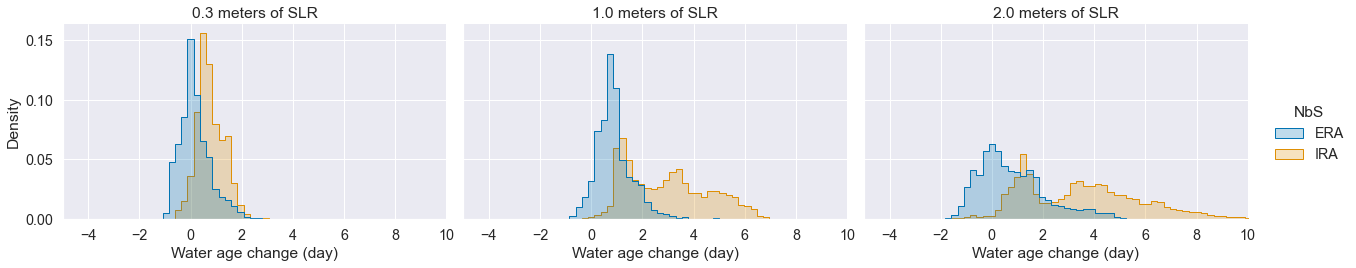 0.3 meters of SLR
1.0 meters of SLR
2.0 meters of SLR
Density
0.15
0.10
0.05
0.00
−4 −2 0 2 4 6 8 10
−4 −2 0 2 4 6 8 10
−4 −2 0 2 4 6 8 10
Water age change (day)
Water age change (day)
Water age change (day)
NbS
ERA
IRA